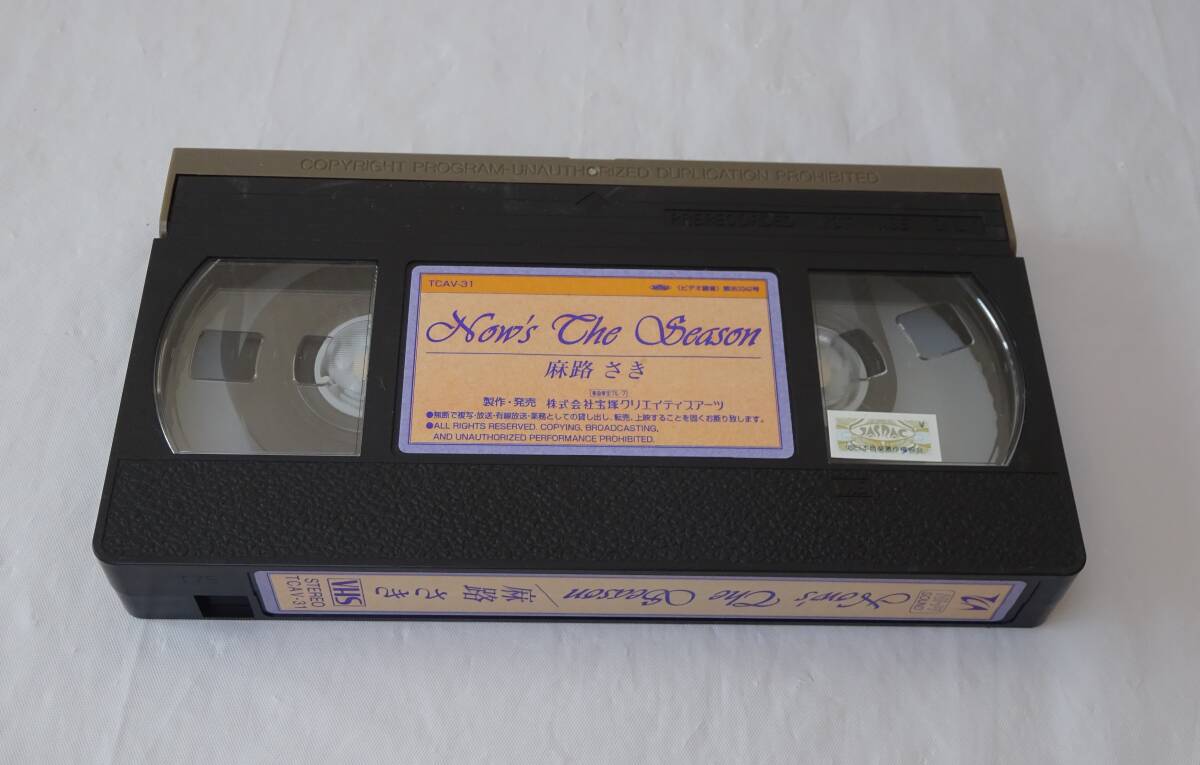 COPYRIGHT PROGRAM-UNAUTHORIZED DUPLICATION PROHIBITED
PRERECORDED
TCAV-31
Now's The Season
麻路 さき
製作・発売 株式会社宝塚クリエイティブアーツ
●無断で複写・放送・有線放送・業務としての貸し出し、転売、上映することを固くお断り致します。
●ALL RIGHTS RESERVED. COPYING, BROADCASTING,
AND UNAUTHORIZED PERFORMANCE PROHIBITED.
JASRAC
T75
Now's The Season/麻路 さき
VHS
STEREO
TCAV-31